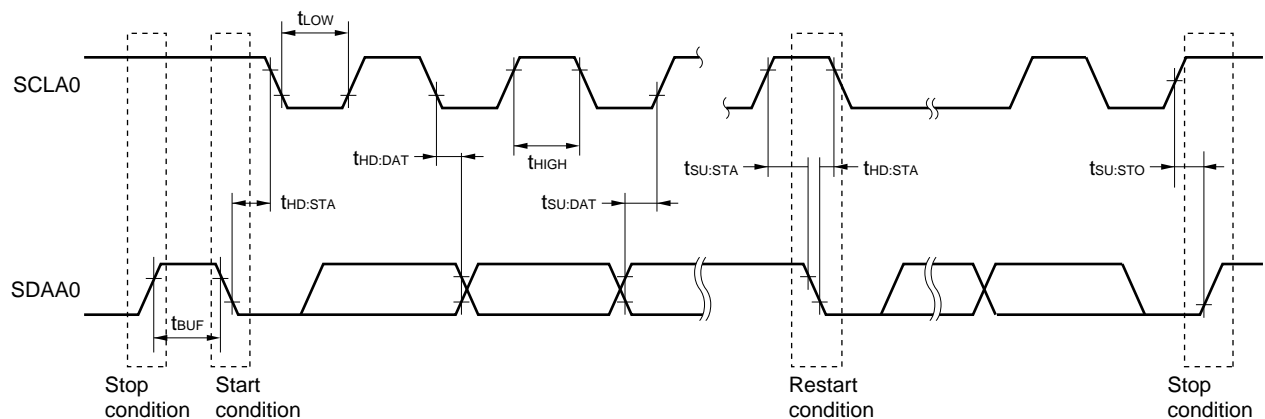 tLOW
SCLA0
tHD:DAT
tHIGH
tSU:STA
tHD:STA
tSU:STO
tHD:STA
tSU:DAT
SDAA0
tBUF
Stop
condition
Start
condition
Restart
condition
Stop
condition